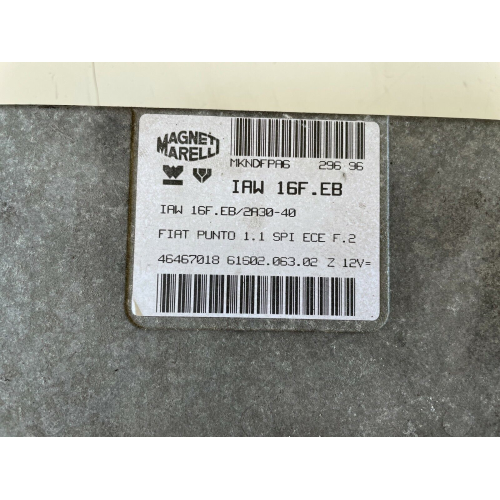 MAGNETI
MARELLI
MKNDFPA6 296 96
IAW 16F.EB
IAW 16F.EB/2A30-40
FIAT PUNTO 1.1 SPI ECE F.2
46467018 61602.063.02 Z 12V=